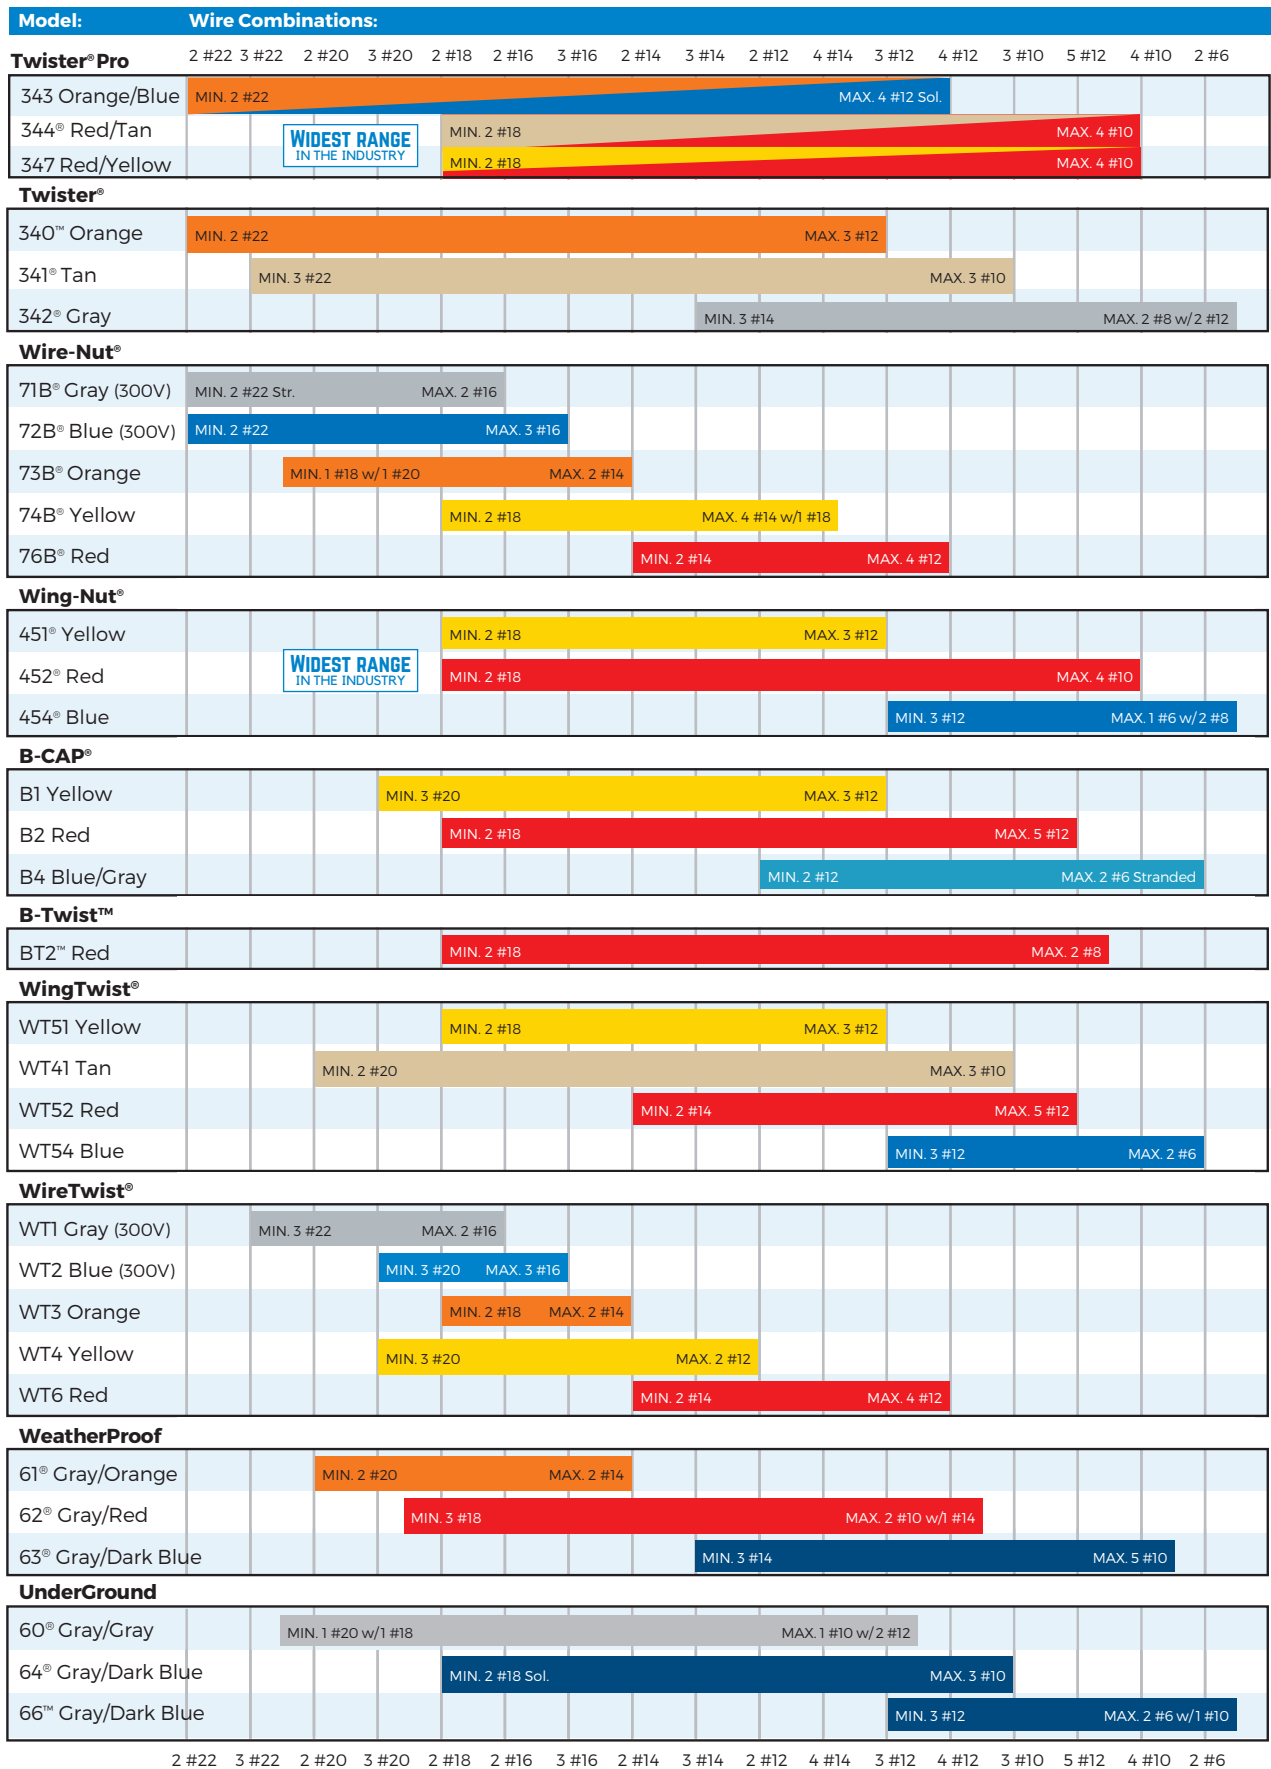 Model: Wire Combinations:
Twister® Pro 2 #22 3 #22 2 #20 3 #20 2 #18 2 #16 3 #16 2 #14 3 #14 2 #12 4 #14 3 #12 4 #12 3 #10 5 #12 4 #10 2 #6
343 Orange/Blue MIN. 2 #22 MAX. 4 #12 Sol.
344® Red/Tan WIDEST RANGE MIN. 2 #18 MAX. 4 #10
IN THE INDUSTRY
347 Red/Yellow MIN. 2 #18 MAX. 4 #10
Twister®
340™ Orange MIN. 2 #22 MAX. 3 #12
341® Tan MIN. 3 #22 MAX. 3 #10
342® Gray MIN. 3 #14 MAX. 2 #8 w/ 2 #12
Wire-Nut®
71B® Gray (300V) MIN. 2 #22 Str. MAX. 2 #16
72B® Blue (300V) MIN. 2 #22 MAX. 3 #16
73B® Orange MIN. 1 #18 w/ 1 #20 MAX. 2 #14
74B® Yellow MIN. 2 #18 MAX. 4 #14 w/1 #18
76B® Red MIN. 2 #14 MAX. 4 #12
Wing-Nut®
451® Yellow MIN. 2 #18 MAX. 3 #12
452® Red WIDEST RANGE MIN. 2 #18 MAX. 4 #10
IN THE INDUSTRY
454® Blue MIN. 3 #12 MAX. 1 #6 w/ 2 #8
B-CAP®
B1 Yellow MIN. 3 #20 MAX. 3 #12
B2 Red MIN. 2 #18 MAX. 5 #12
B4 Blue/Gray MIN. 2 #12 MAX. 2 #6 Stranded
B-Twist™
BT2™ Red MIN. 2 #18 MAX. 2 #8
WingTwist®
WT51 Yellow MIN. 2 #18 MAX. 3 #12
WT41 Tan MIN. 2 #20 MAX. 3 #10
WT52 Red MIN. 2 #14 MAX. 5 #12
WT54 Blue MIN. 3 #12 MAX. 2 #6
WireTwist®
WT1 Gray (300V) MIN. 3 #22 MAX. 2 #16
WT2 Blue (300V) MIN. 3 #20 MAX. 3 #16
WT3 Orange MIN. 2 #18 MAX. 2 #14
WT4 Yellow MIN. 3 #20 MAX. 2 #12
WT6 Red MIN. 2 #14 MAX. 4 #12
WeatherProof
61® Gray/Orange MIN. 2 #20 MAX. 2 #14
62® Gray/Red MIN. 3 #18 MAX. 2 #10 w/1 #14
63® Gray/Dark Blue MIN. 3 #14 MAX. 5 #10
UnderGround
60® Gray/Gray MIN. 1 #20 w/1 #18 MAX. 1 #10 w/ 2 #12
64® Gray/Dark Blue MIN. 2 #18 Sol. MAX. 3 #10
66™ Gray/Dark Blue MIN. 3 #12 MAX. 2 #6 w/1 #10
2 #22 3 #22 2 #20 3 #20 2 #18 2 #16 3 #16 2 #14 3 #14 2 #12 4 #14 3 #12 4 #12 3 #10 5 #12 4 #10 2 #6